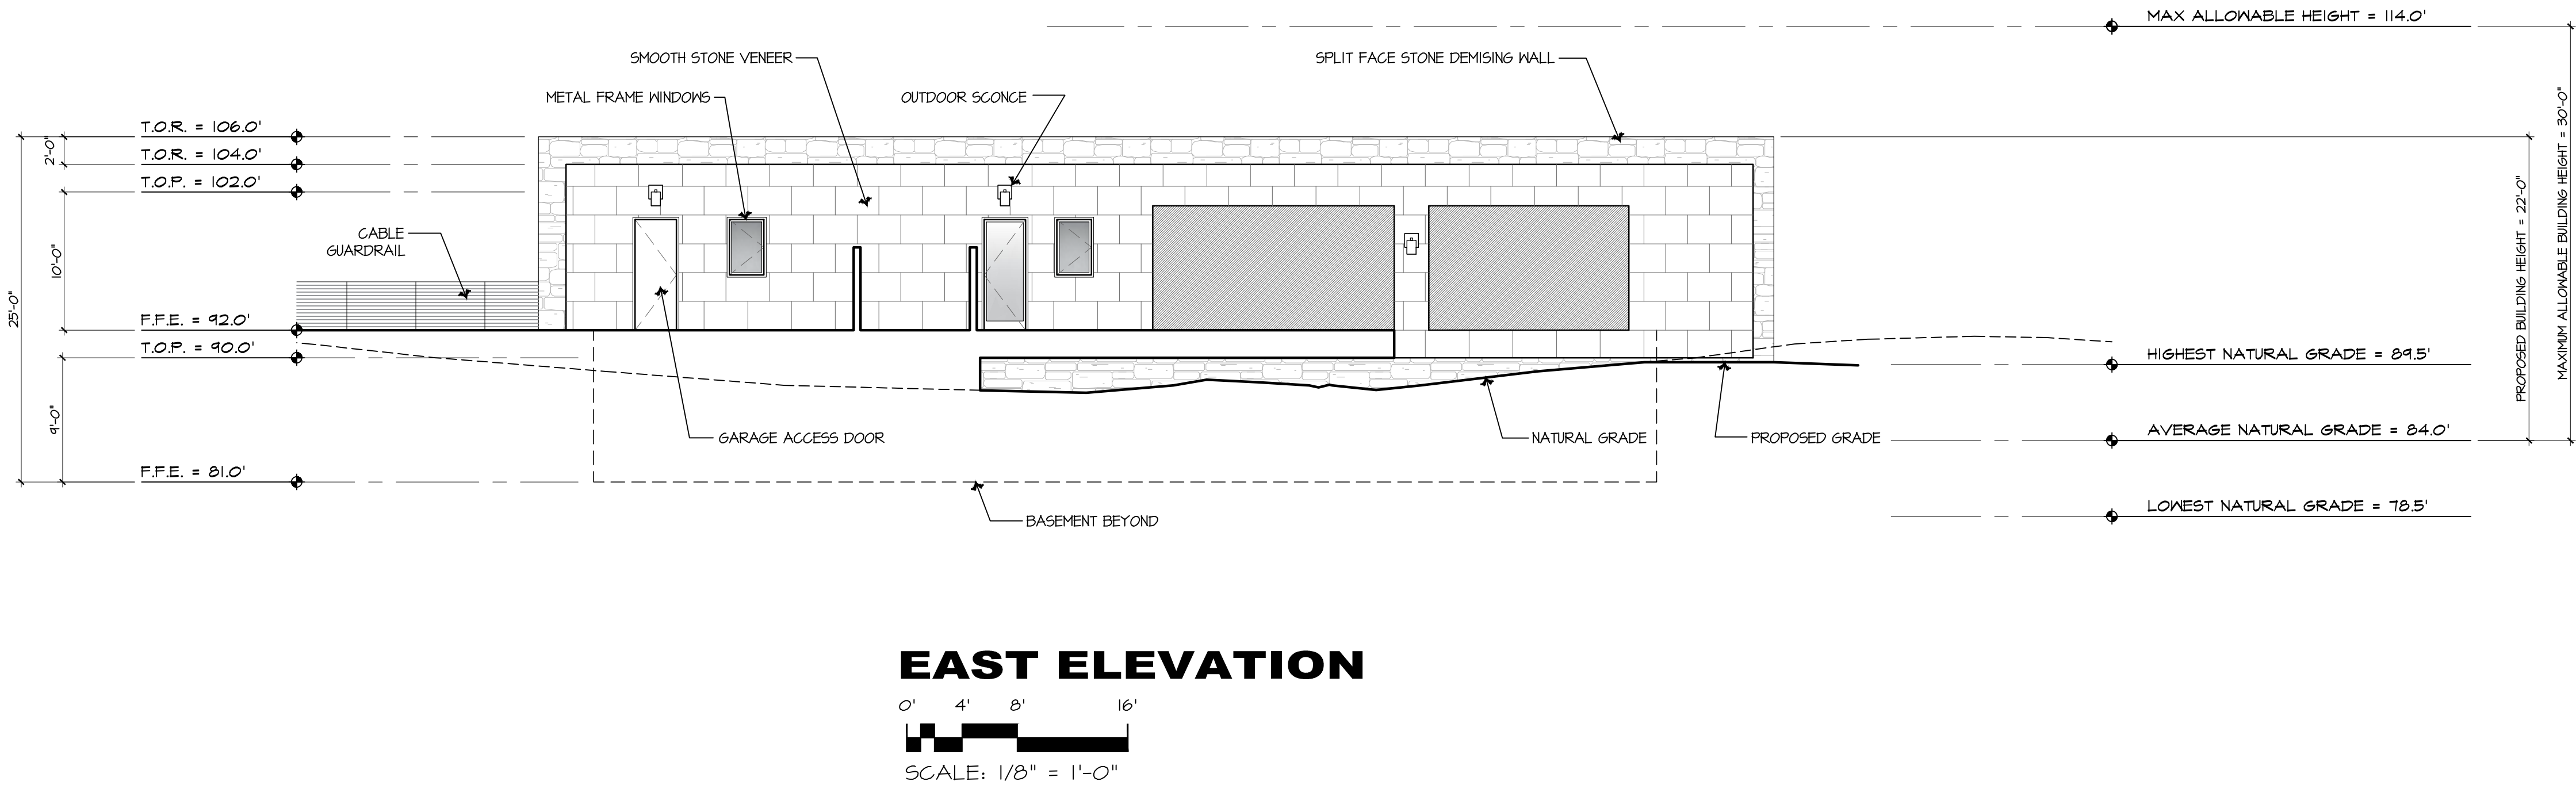 MAX ALLOWABLE HEIGHT = 114.0'
SMOOTH STONE VENEER
SPLIT FACE STONE DEMISING WALL
METAL FRAME WINDOWS
OUTDOOR SCONCE
T.O.R. = 106.0'
2'-0"
T.O.R. = 104.0'
T.O.P. = 102.0'
CABLE
GUARDRAIL
10'-0"
25'-0"
F.F.E. = 92.0'
T.O.P. = 90.0'
9'-0"
F.F.E. = 81.0'
PROPOSED BUILDING HEIGHT = 22'-0"
MAXIMUM ALLOWABLE BUILDING HEIGHT = 30'-0"
HIGHEST NATURAL GRADE = 89.5'
GARAGE ACCESS DOOR
NATURAL GRADE
PROPOSED GRADE
AVERAGE NATURAL GRADE = 84.0'
BASEMENT BEYOND
LOWEST NATURAL GRADE = 78.5'
EAST ELEVATION
0' 4' 8' 16'
SCALE: 1/8" = 1'-0"